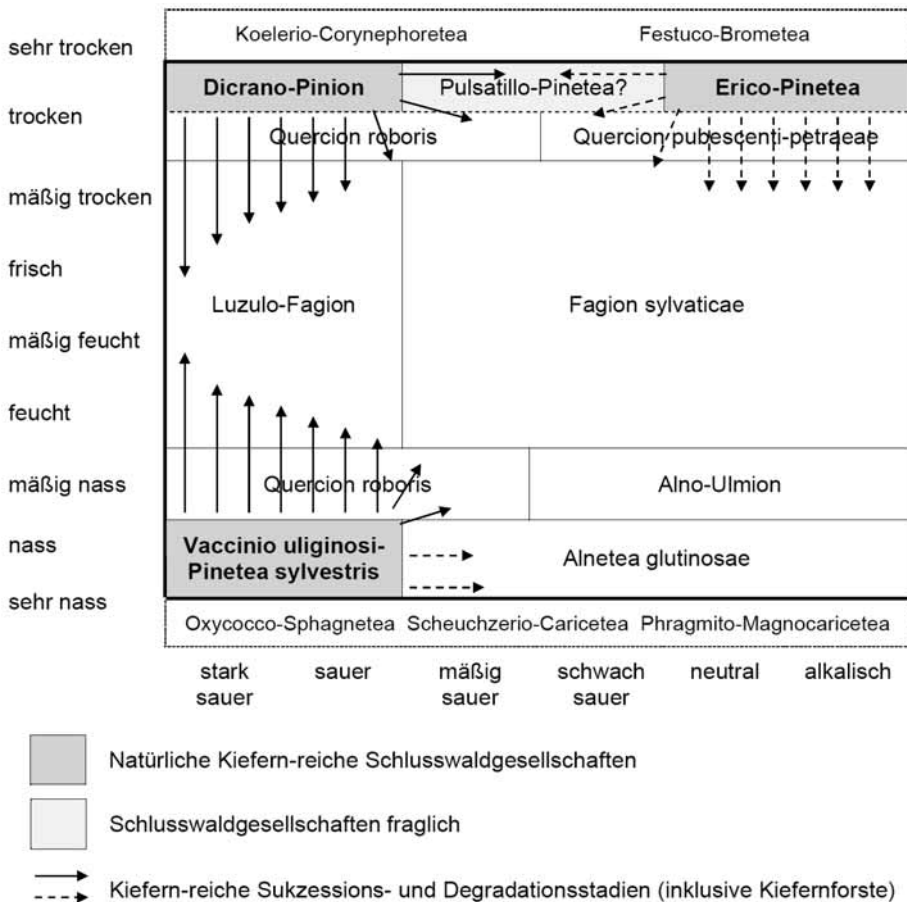 Koelerio-Corynephoretea Festuco-Brometea
sehr trocken
Dicrano-Pinion Pulsatillo-Pinetea? Erico-Pinetea
trocken
Quercion roboris Quercion pubescenti-petraeae
mäßig trocken
frisch
Luzulo-Fagion Fagion sylvaticae
mäßig feucht
feucht
mäßig nass
Quercion roboris Alno-Ulmion
nass
Vaccinio uliginosi-
Pinetea sylvestris
Alnetea glutinosae
sehr nass
Oxycocco-Sphagnetea Scheuchzerio-Caricetea Phragmito-Magnocaricetea
stark
sauer
sauer
mäßig
sauer
schwach
sauer
neutral
alkalisch
Natürliche Kiefern-reiche Schlusswaldgesellschaften
Schlusswaldgesellschaften fraglich
Kiefern-reiche Sukzessions- und Degradationsstadien (inklusive Kiefernforste)